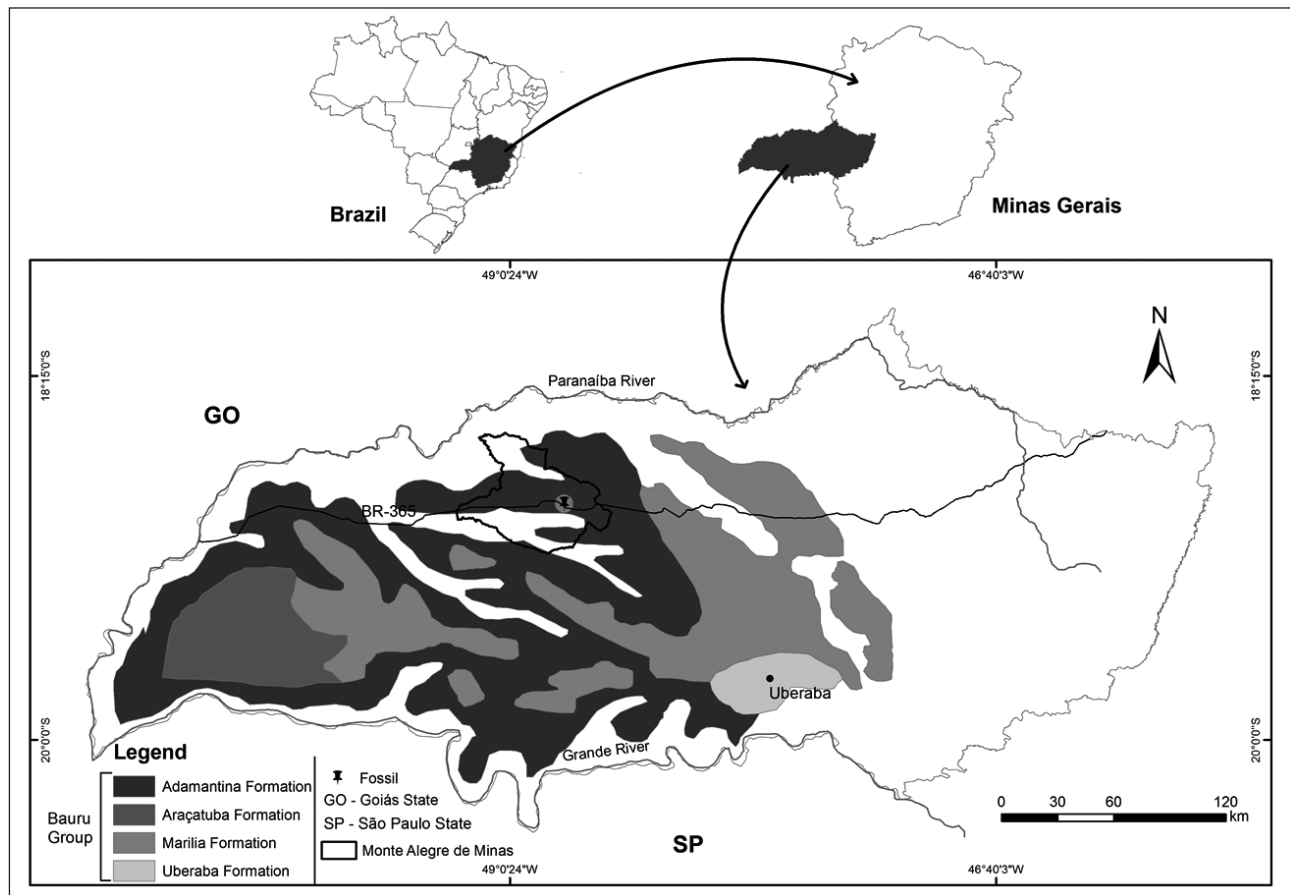 Brazil
Minas Gerais
49°0'24"W
46°40'3"W
N
18°15'0"S
18°15'0"S
Paranaíba River
GO
BR-365
Uberaba
20°0'0"S
20°0'0"S
Grande River
Legend
Bauru
Group
Adamantina Formation
Araçatuba Formation
Marilia Formation
Uberaba Formation
Fossil
GO - Goiás State
SP - São Paulo State
Monte Alegre de Minas
SP
0 30 60 120
km
49°0'24"W
46°40'3"W